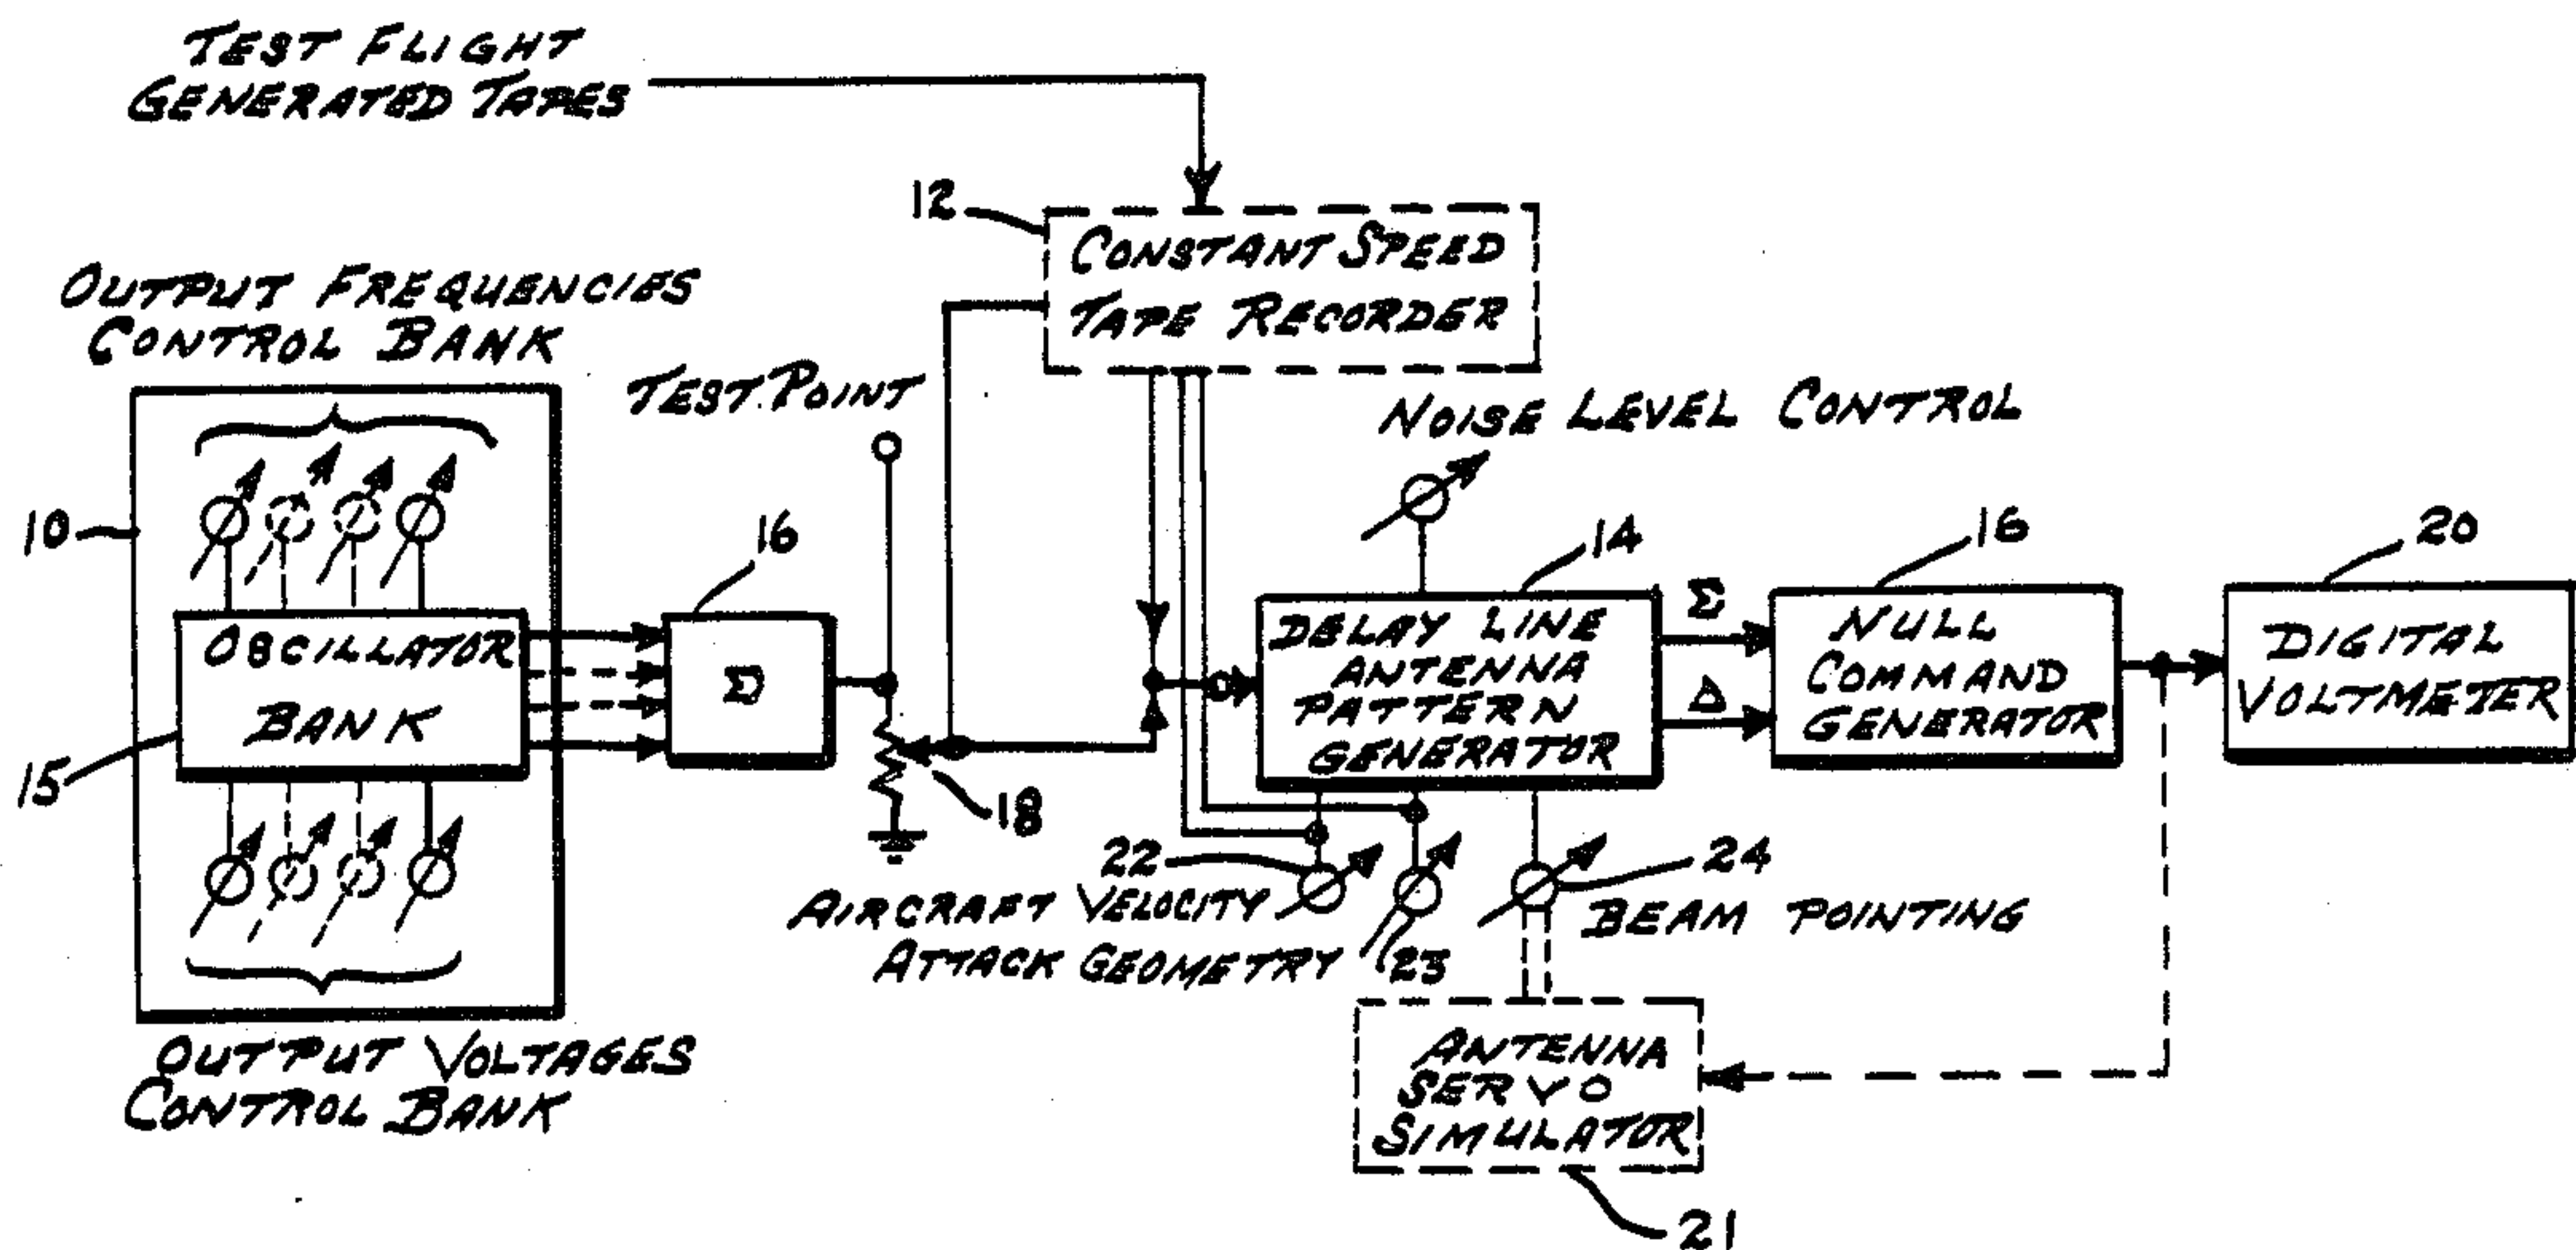 TEST FLIGHT
GENERATED TAPES
12
CONSTANT SPEED
TAPE RECORDER
OUTPUT FREQUENCIES
CONTROL BANK
TEST POINT
NOISE LEVEL CONTROL
10
16
14
16
20
OSCILLATOR
BANK
Σ
DELAY LINE
ANTENNA
PATTERN
GENERATOR
Σ
Δ
NULL
COMMAND
GENERATOR
DIGITAL
VOLTMETER
15
18
22
24
AIRCRAFT VELOCITY
BEAM POINTING
ATTACK GEOMETRY
23
OUTPUT VOLTAGES
CONTROL BANK
ANTENNA
SERVO
SIMULATOR
21